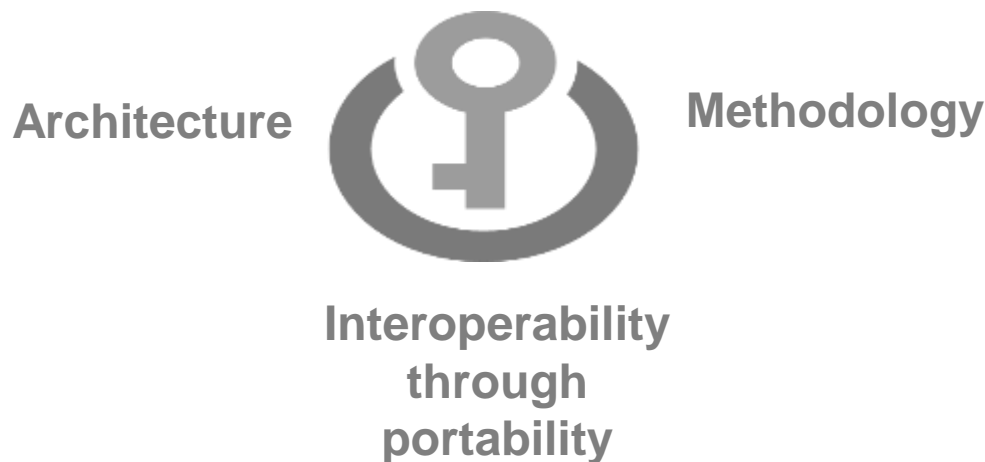 Architecture
Methodology
Interoperability
through
portability